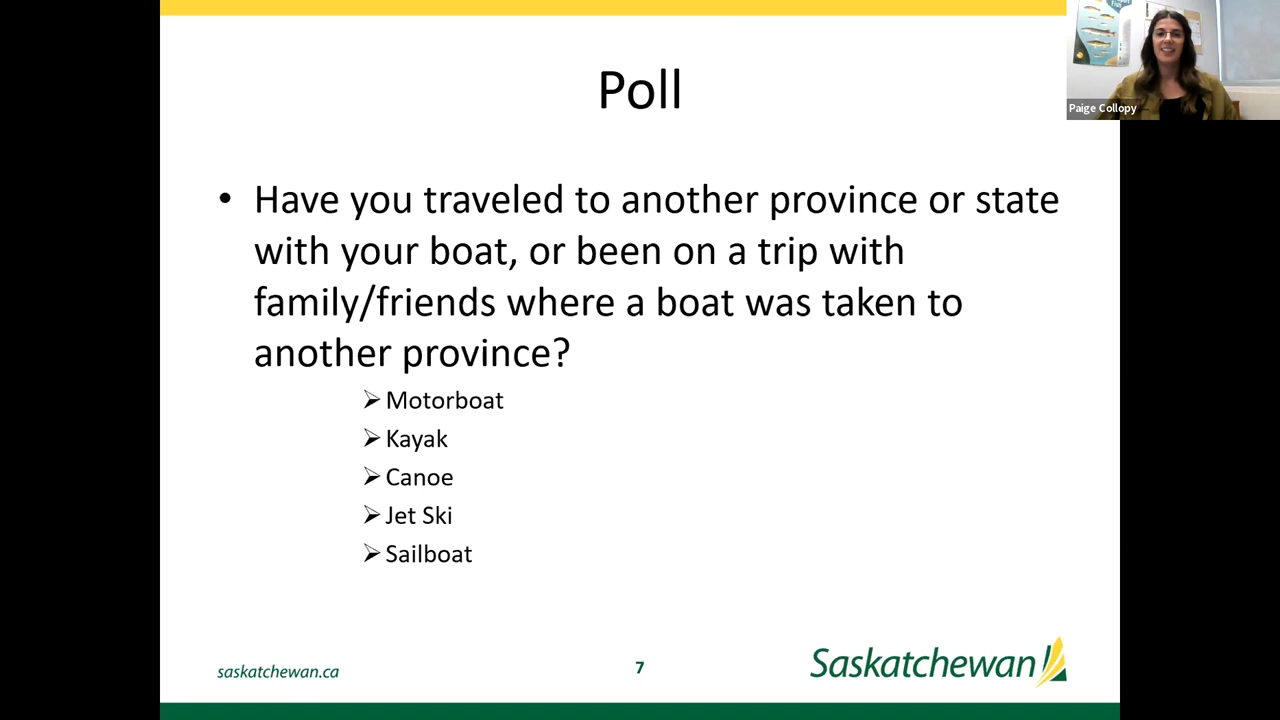 Poll
Paige Collopy
• Have you traveled to another province or state
with your boat, or been on a trip with
family/friends where a boat was taken to
another province?
➢ Motorboat
➢ Kayak
➢ Canoe
➢ Jet Ski
➢ Sailboat
saskatchewan.ca
7
Saskatchewan